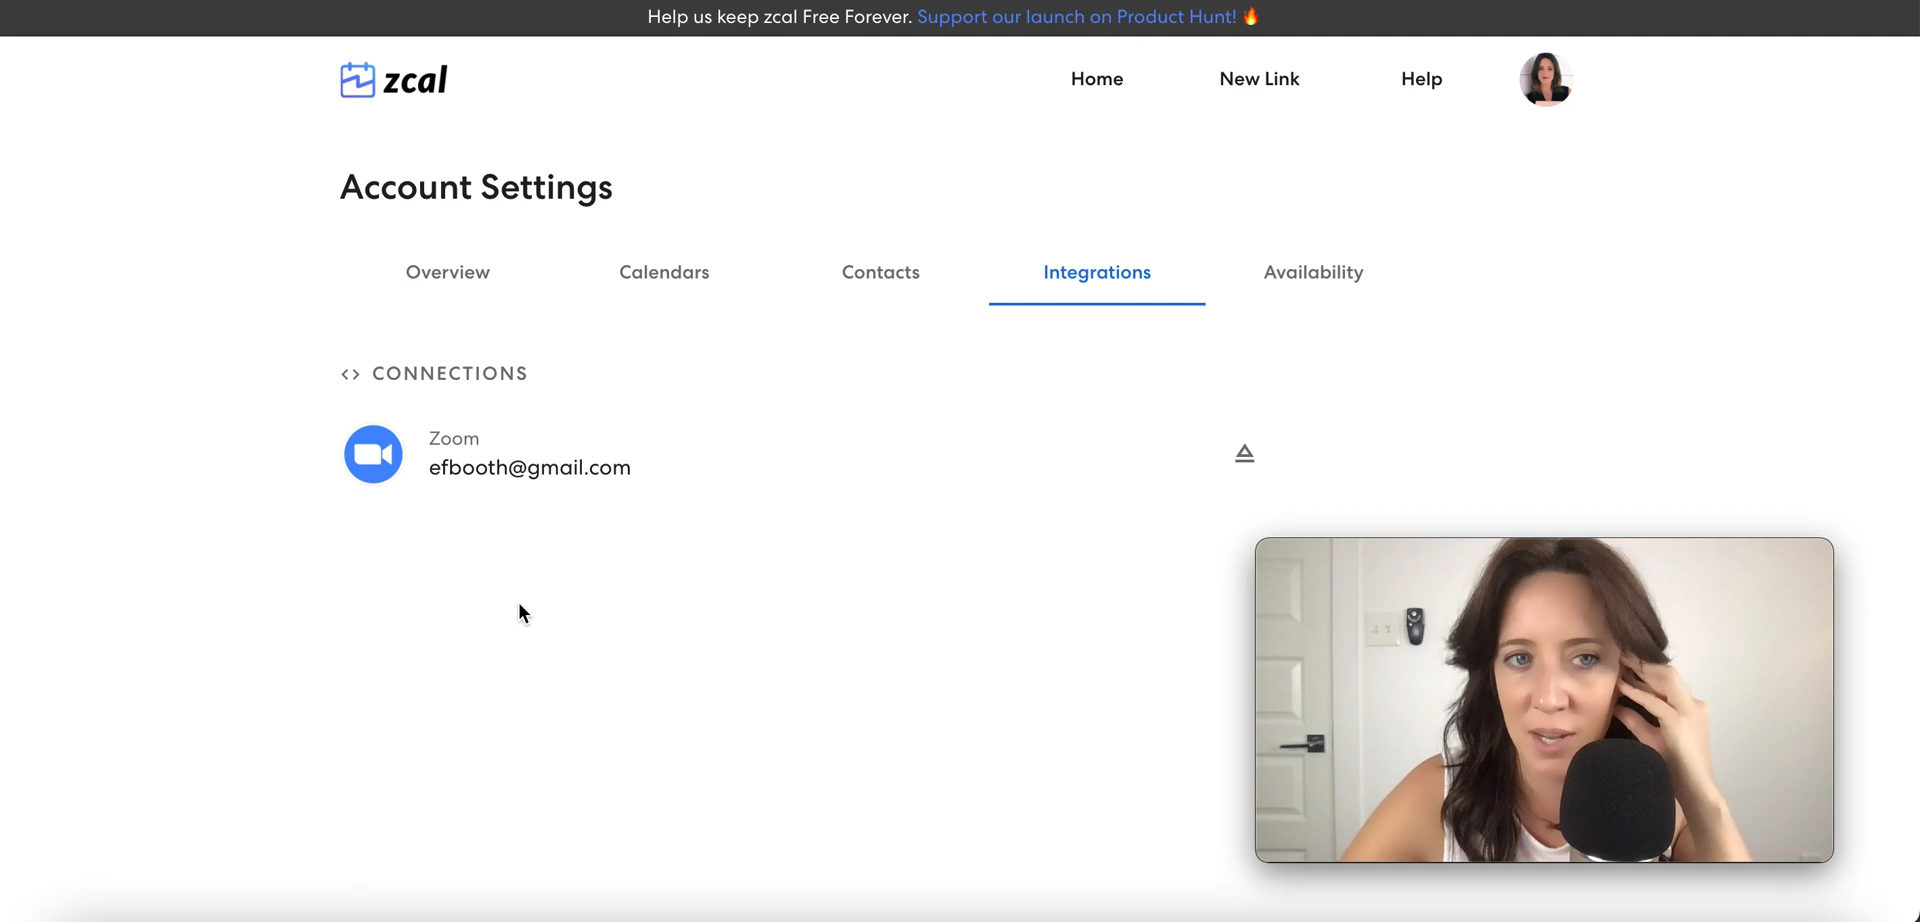 Help us keep zcal Free Forever. Support our launch on Product Hunt! 🔥
zcal
Home
New Link
Help
Account Settings
Overview
Calendars
Contacts
Integrations
Availability
<> CONNECTIONS
Zoom
efbooth@gmail.com